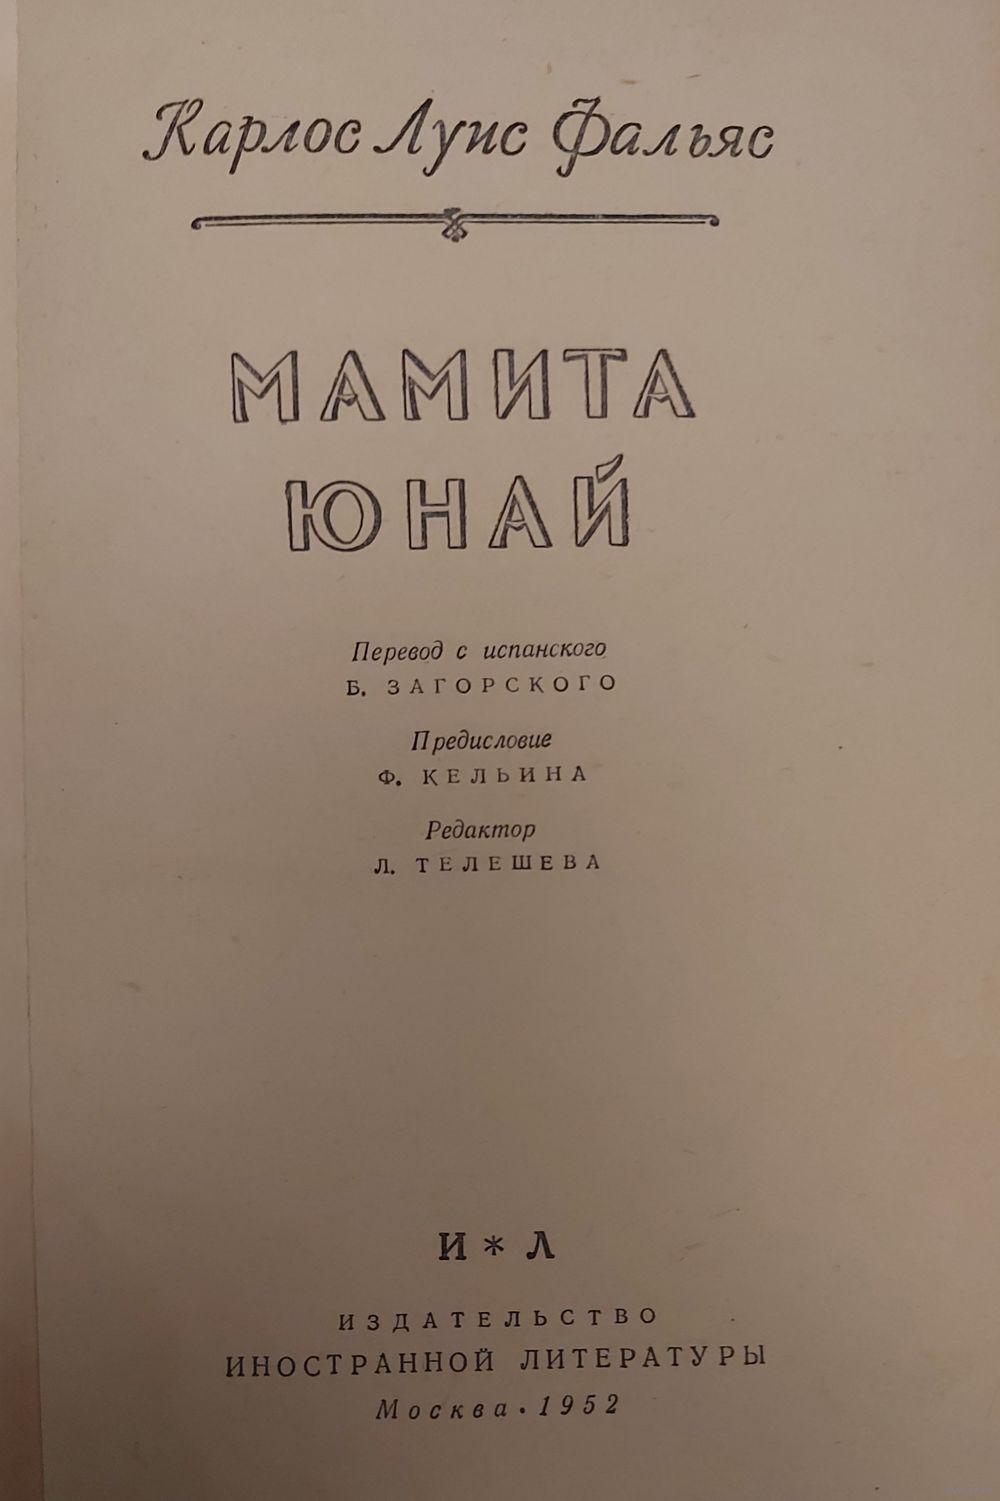 Карлос Луис Фальяс
МАМИТА
ЮНАЙ
Перевод с испанского
Б. ЗАГОРСКОГО
Предисловие
Ф. КЕЛЬИНА
Редактор
Л. ТЕЛЕШЕВА
И * Л
ИЗДАТЕЛЬСТВО
ИНОСТРАННОЙ ЛИТЕРАТУРЫ
Москва • 1952